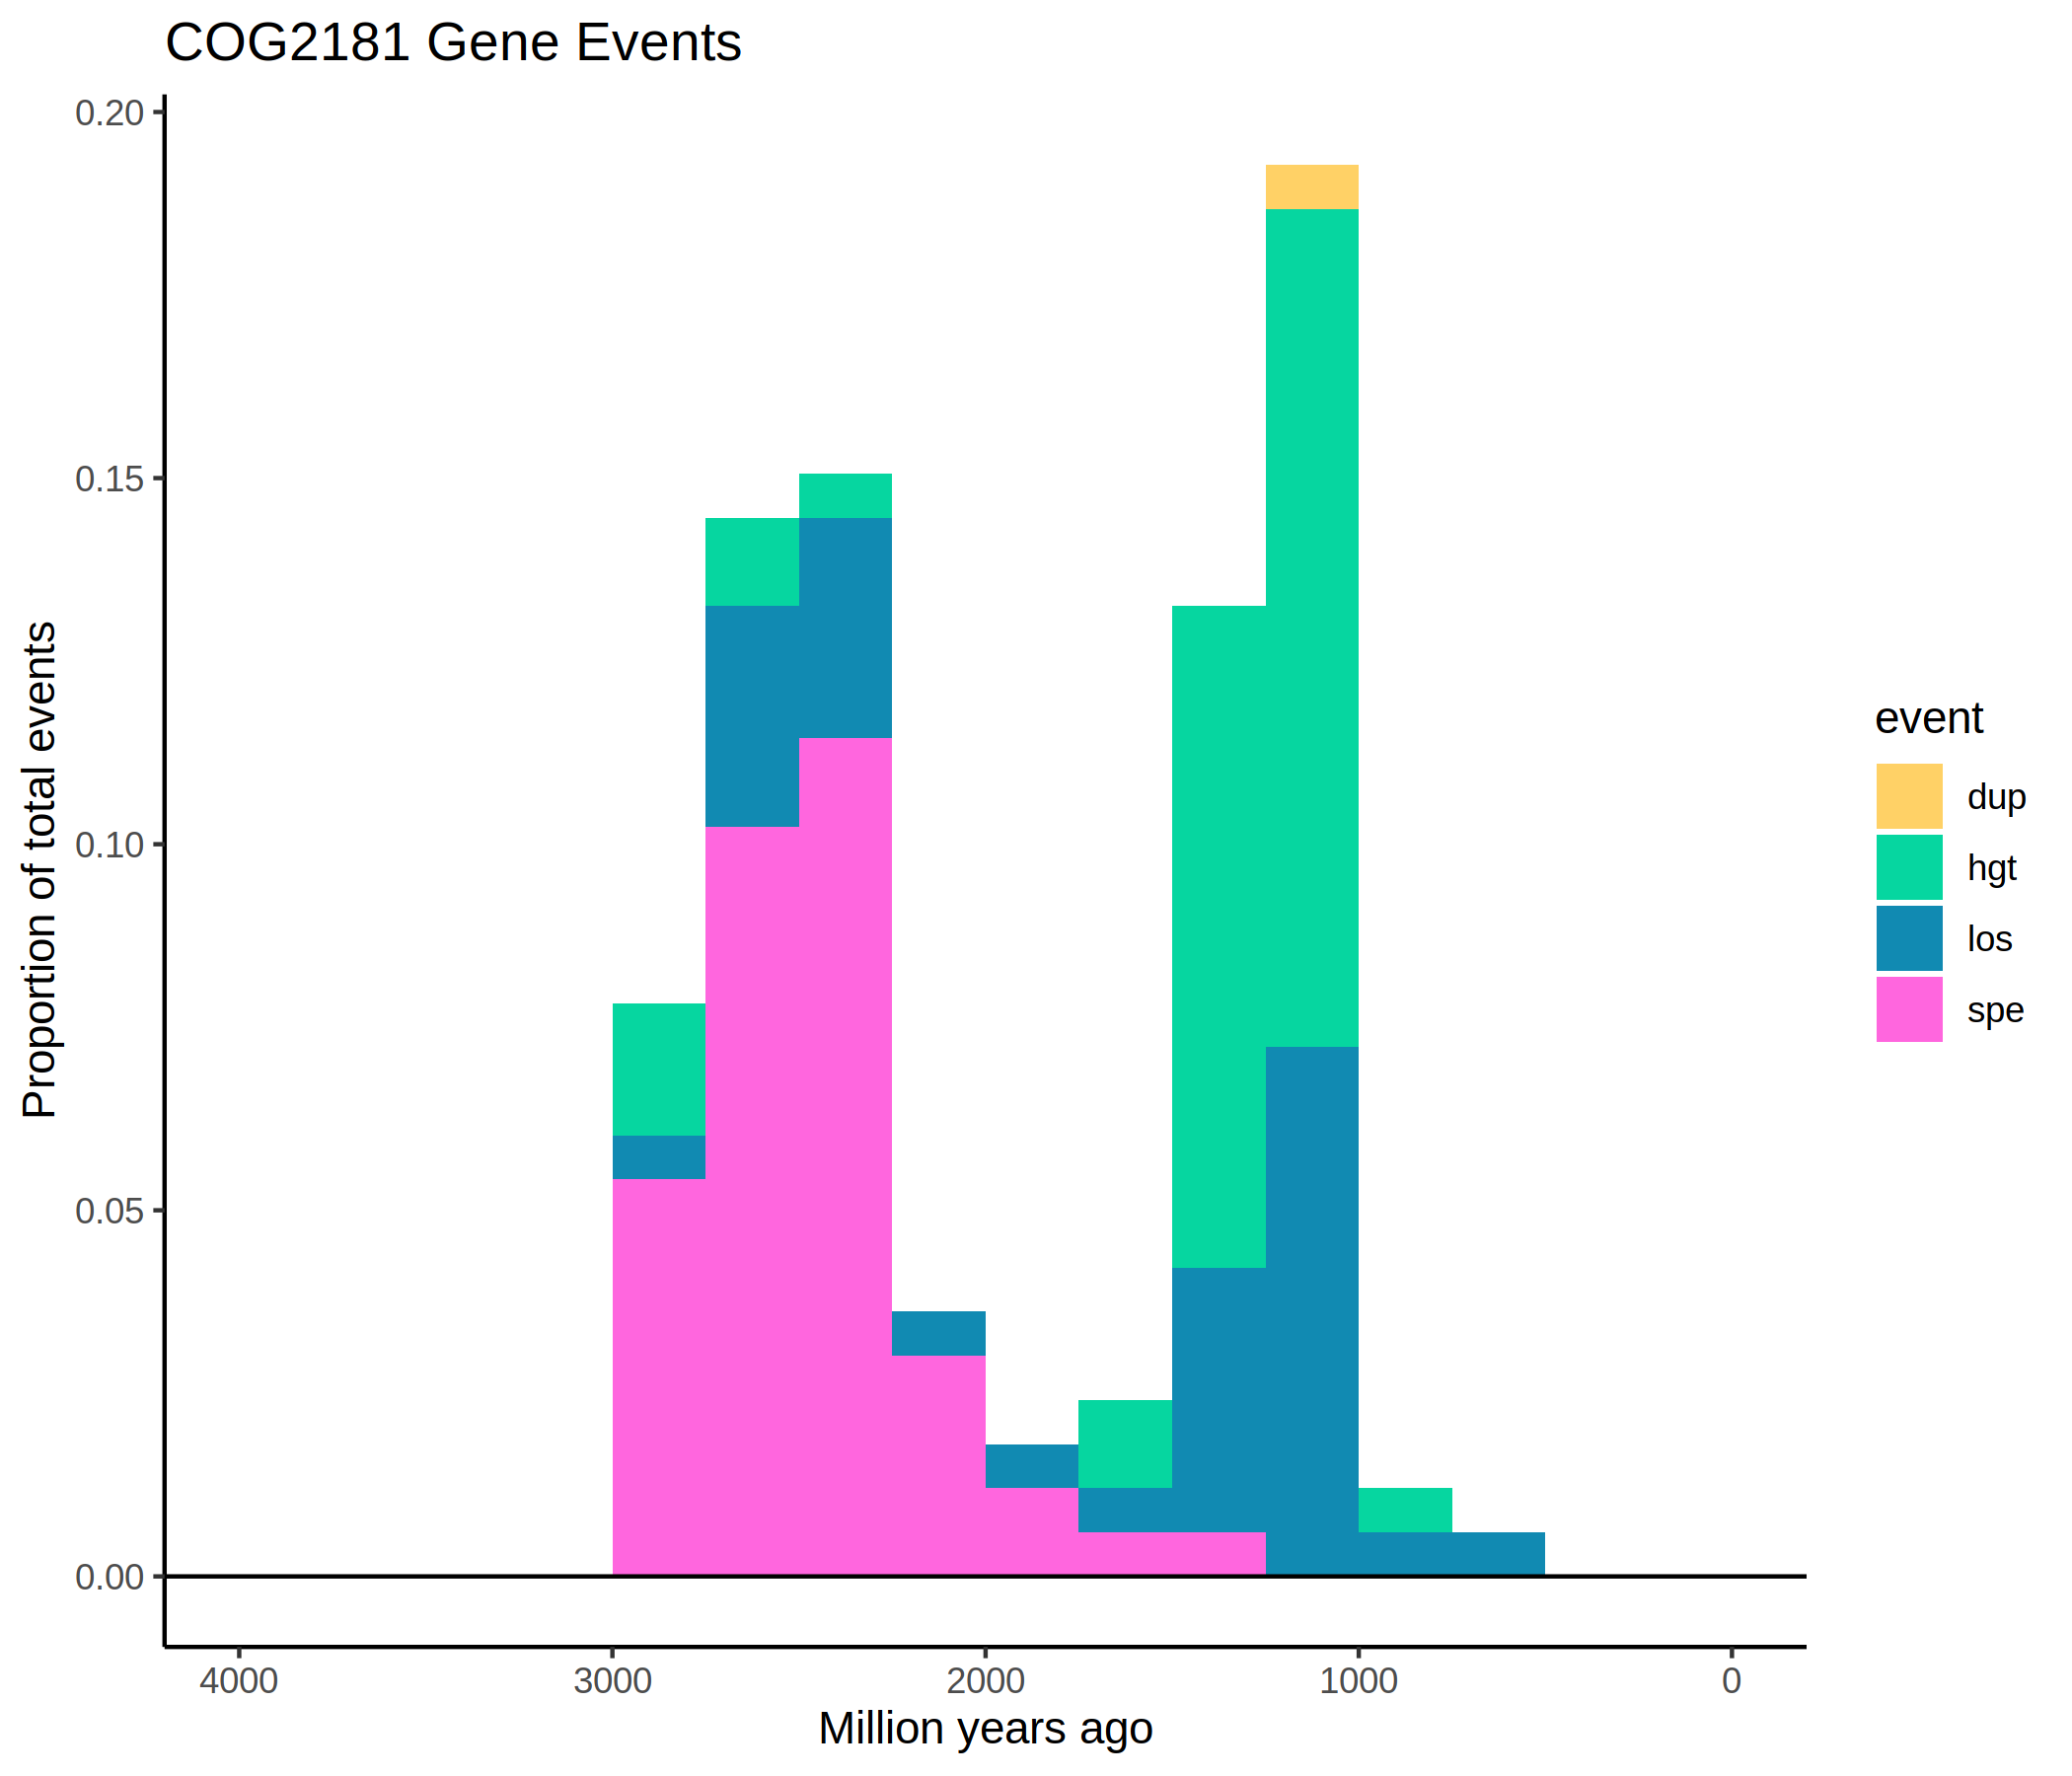 COG2181 Gene Events
0.20
0.15
0.10
0.05
0.00
Proportion of total events
4000 3000 2000 1000 0
Million years ago
event
dup
hgt
los
spe